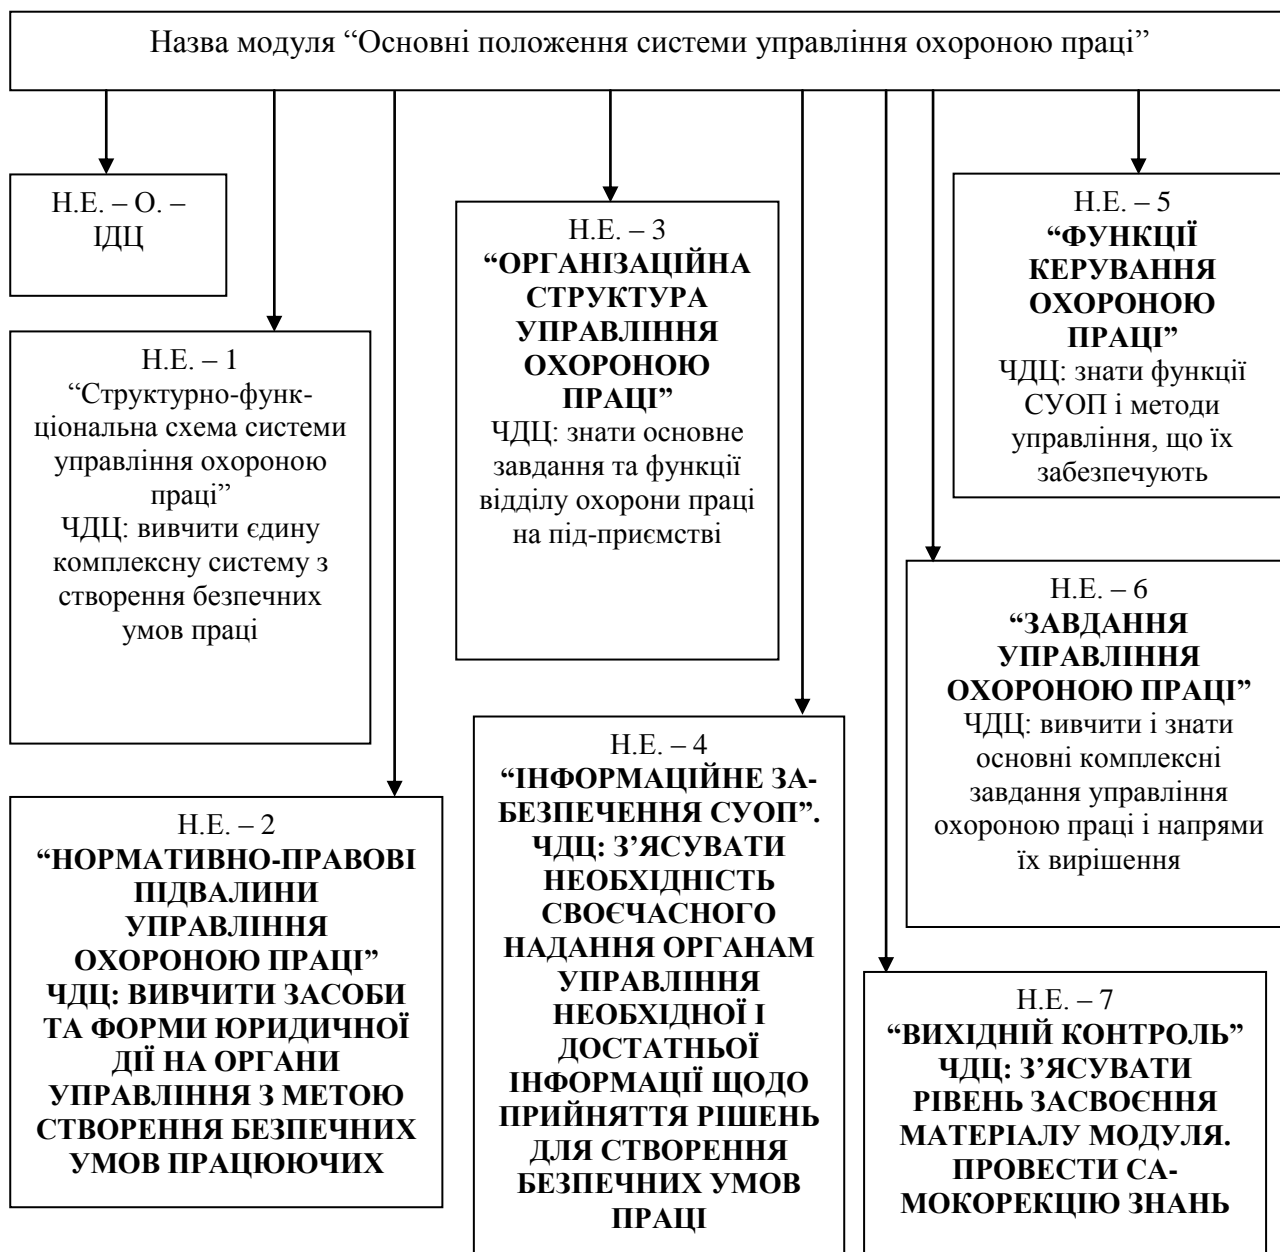 Назва модуля “Основні положення системи управління охороною праці”
Н.Е. – О. –
ІДЦ
Н.Е. – 1
“Структурно-функ-
ціональна схема системи
управління охороною
праці”
ЧДЦ: вивчити єдину
комплексну систему з
створення безпечних
умов праці
Н.Е. – 2
“НОРМАТИВНО-ПРАВОВІ
ПІДВАЛИНИ
УПРАВЛІННЯ
ОХОРОНОЮ ПРАЦІ”
ЧДЦ: ВИВЧИТИ ЗАСОБИ
ТА ФОРМИ ЮРИДИЧНОЇ
ДІЇ НА ОРГАНИ
УПРАВЛІННЯ З МЕТОЮ
СТВОРЕННЯ БЕЗПЕЧНИХ
УМОВ ПРАЦЮЮЧИХ
Н.Е. – 3
“ОРГАНІЗАЦІЙНА
СТРУКТУРА
УПРАВЛІННЯ
ОХОРОНОЮ
ПРАЦІ”
ЧДЦ: знати основне
завдання та функції
відділу охорони праці
на під-приємстві
Н.Е. – 4
“ІНФОРМАЦІЙНЕ ЗА-
БЕЗПЕЧЕННЯ СУОП”.
ЧДЦ: З’ЯСУВАТИ
НЕОБХІДНІСТЬ
СВОЄЧАСНОГО
НАДАННЯ ОРГАНАМ
УПРАВЛІННЯ
НЕОБХІДНОЇ І
ДОСТАТНЬОЇ
ІНФОРМАЦІЇ ЩОДО
ПРИЙНЯТТЯ РІШЕНЬ
ДЛЯ СТВОРЕННЯ
БЕЗПЕЧНИХ УМОВ
ПРАЦІ
Н.Е. – 5
“ФУНКЦІЇ
КЕРУВАННЯ
ОХОРОНОЮ
ПРАЦІ”
ЧДЦ: знати функції
СУОП і методи
управління, що їх
забезпечують
Н.Е. – 6
“ЗАВДАННЯ
УПРАВЛІННЯ
ОХОРОНОЮ ПРАЦІ”
ЧДЦ: вивчити і знати
основні комплексні
завдання управління
охороною праці і напрями
їх вирішення
Н.Е. – 7
“ВИХІДНІЙ КОНТРОЛЬ”
ЧДЦ: З’ЯСУВАТИ
РІВЕНЬ ЗАСВОЄННЯ
МАТЕРІАЛУ МОДУЛЯ.
ПРОВЕСТИ СА-
МОКОРЕКЦІЮ ЗНАНЬ